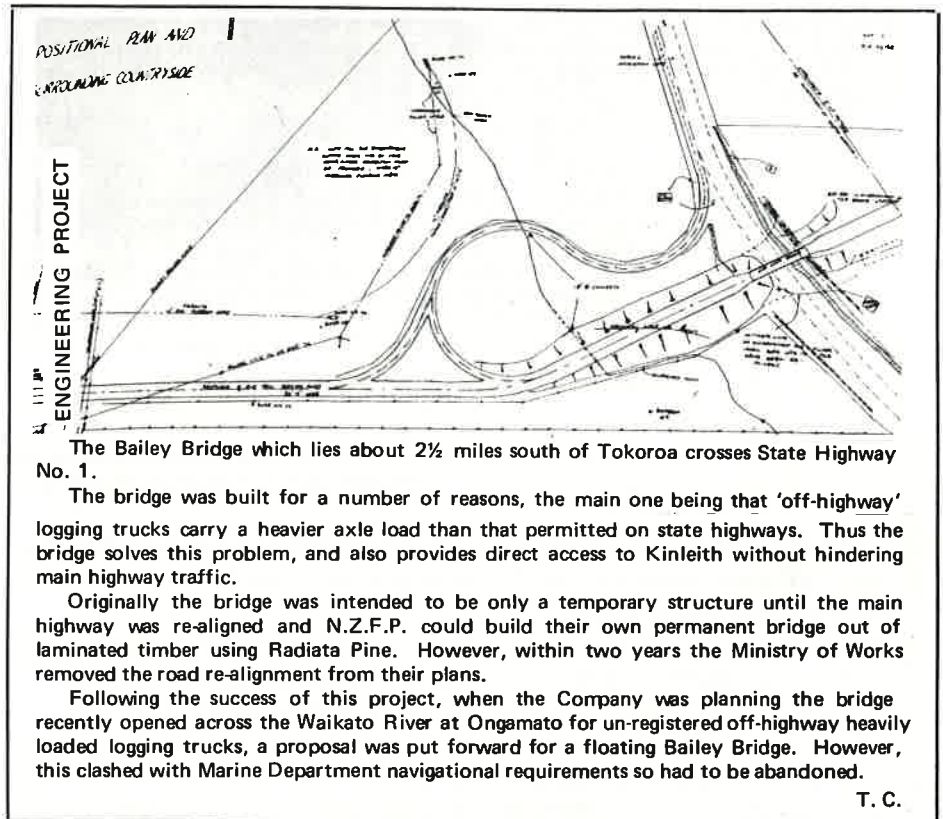 POSITIONAL PLAN AND
SURROUNDING COUNTRYSIDE
ENGINEERING PROJECT
The Bailey Bridge which lies about 2½ miles south of Tokoroa crosses State Highway
No. 1.
The bridge was built for a number of reasons, the main one being that 'off-highway'
logging trucks carry a heavier axle load than that permitted on state highways. Thus the
bridge solves this problem, and also provides direct access to Kinleith without hindering
main highway traffic.
Originally the bridge was intended to be only a temporary structure until the main
highway was re-aligned and N.Z.F.P. could build their own permanent bridge out of
laminated timber using Radiata Pine. However, within two years the Ministry of Works
removed the road re-alignment from their plans.
Following the success of this project, when the Company was planning the bridge
recently opened across the Waikato River at Ongamato for un-registered off-highway heavily
loaded logging trucks, a proposal was put forward for a floating Bailey Bridge. However,
this clashed with Marine Department navigational requirements so had to be abandoned.
T. C.